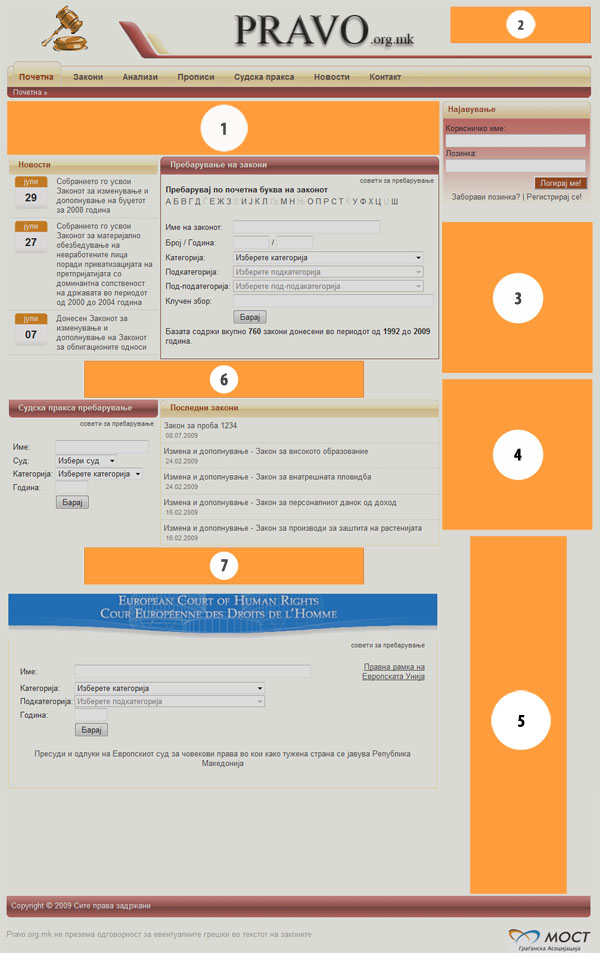 PRAVO.org.mk
2
Почетна Закони Анализи Прописи Судска пракса Новости Контакт
Почетна »
1
Најавување
Корисничко име:
Позинка:
Логирај ме!
Заборави позинка? | Регистрирај се!
Новости
јули
29
Собранието го усвои
Законот за изменување и
дополнување на буџетот
за 2008 година
јули
27
Собранието го усвои
Законот за материјално
обезбедување на
невработените лица
поради приватизацијата на
претпријатијата со
доминантна сопственост
на државата во периодот
од 2000 до 2004 година
јули
07
Донесен Законот за
изменување и
дополнување на Законот
за облигационите односи
Пребарување на закони
совети за пребарување
Пребарувај по почетна буква на законот
А Б В Г Д Ѓ Е Ж З Ѕ И Ј К Л Љ М Н Њ О П Р С Т Ќ У Ф Х Ц Џ Ш
Име на законот:
Број / Година: /
Категорија: Изберете категорија
Подкатегорија: Изберете подкатегорија
Под-подкатегорија: Изберете под-подакатегорија
Клучен збор:
Барај
Базата содржи вкупно 760 закони донесени во периодот од 1992 до 2009
година.
3
6
4
Судска пракса пребарување
совети за пребарување
Име:
Суд: Избери суд
Категорија: Изберете категорија
Година:
Барај
Последни закони
Закон за проба 1234
08.07.2009
Измена и дополнување - Закон за високото образование
24.02.2009
Измена и дополнување - Закон за внатрешната пловидба
24.02.2009
Измена и дополнување - Закон за персоналниот данок од доход
16.02.2009
Измена и дополнување - Закон за производи за заштита на растенијата
16.02.2009
7
5
European Court of Human Rights
Cour Européenne des Droits de L'Homme
совети за пребарување
Име:
Категорија: Изберете категорија
Подкатегорија: Изберете подкатегорија
Година:
Барај
Правна рамка на
Европската Унија
Пресуди и одлуки на Европскиот суд за човекови права во кои како тужена страна се јавува Република
Македонија
Copyright © 2009 Сите права задржани
Pravo.org.mk не презема одговорност за евентуалните грешки во текстот на законите
МОСТ
Граѓанска Асоцијација